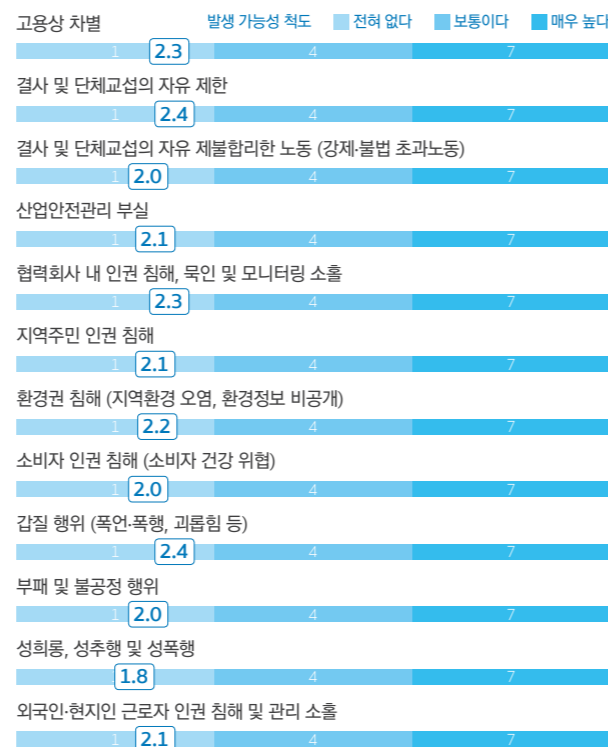 고용상 차별 발생 가능성 척도 전혀 없다 보통이다 매우 높다
1 2.3 4 7
결사 및 단체교섭의 자유 제한
1 2.4 4 7
결사 및 단체교섭의 자유 제불합리한 노동 (강제·불법 초과노동)
1 2.0 4 7
산업안전관리 부실
1 2.1 4 7
협력회사 내 인권 침해, 묵인 및 모니터링 소홀
1 2.3 4 7
지역주민 인권 침해
1 2.1 4 7
환경권 침해 (지역환경 오염, 환경정보 비공개)
1 2.2 4 7
소비자 인권 침해 (소비자 건강 위협)
1 2.0 4 7
갑질 행위 (폭언·폭행, 괴롭힘 등)
1 2.4 4 7
부패 및 불공정 행위
1 2.0 4 7
성희롱, 성추행 및 성폭행
1.8 4 7
외국인·현지인 근로자 인권 침해 및 관리 소홀
1 2.1 4 7